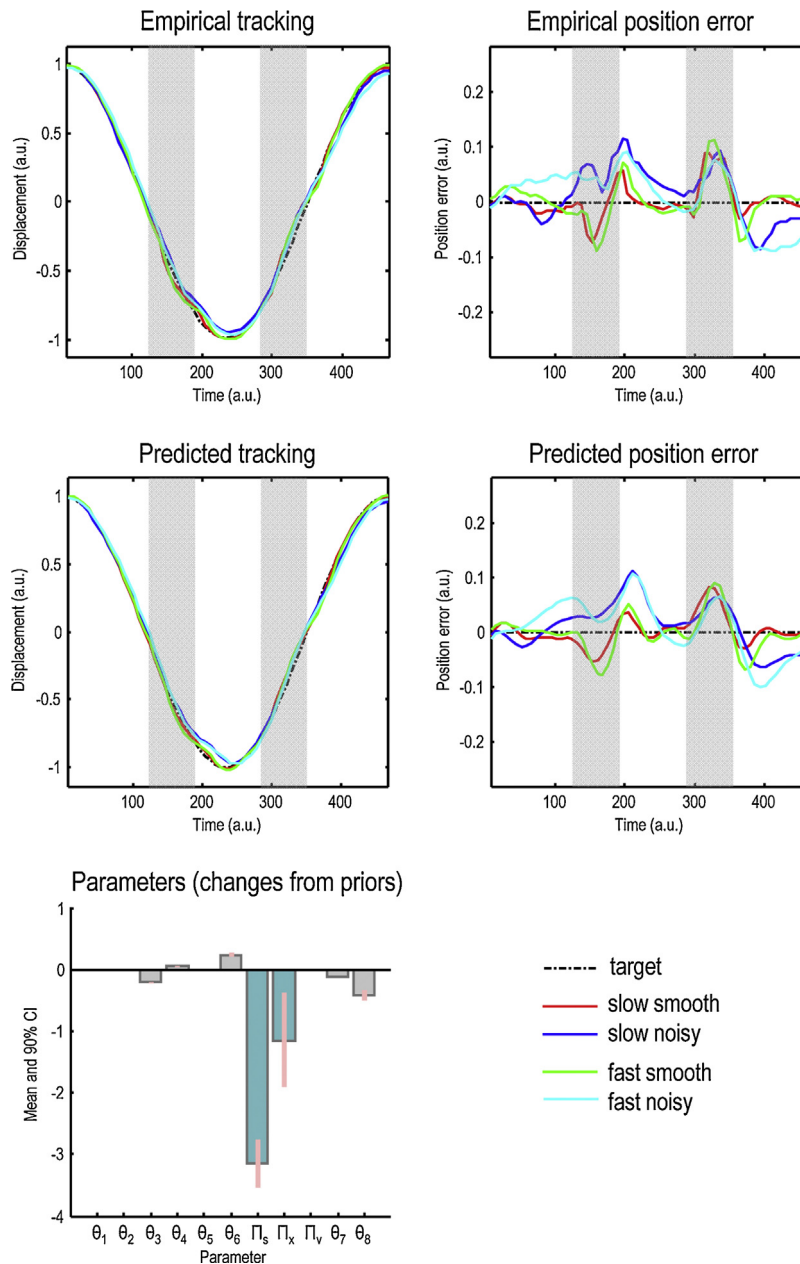 Empirical tracking
1
0.5
0
-0.5
-1
Displacement (a.u.)
100 200 300 400
Time (a.u.)
Empirical position error
0.2
0.1
0
-0.1
-0.2
Position error (a.u.)
100 200 300 400
Time (a.u.)
Predicted tracking
1
0.5
0
-0.5
-1
Displacement (a.u.)
100 200 300 400
Time (a.u.)
Predicted position error
0.2
0.1
0
-0.1
-0.2
Position error (a.u.)
100 200 300 400
Time (a.u.)
Parameters (changes from priors)
1
0
-1
-2
-3
-4
Mean and 90% CI
θ₁ θ₂ θ₃ θ₄ θ₅ θ₆ Πₛ Πₓ Πᵥ θ₇ θ₈
Parameter
target
slow smooth
slow noisy
fast smooth
fast noisy